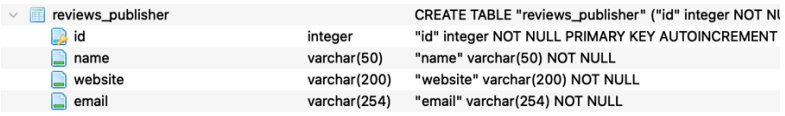 reviews_publisher CREATE TABLE "reviews_publisher" ("id" integer NOT
id integer "id" integer NOT NULL PRIMARY KEY AUTOINCREMENT
name varchar(50) "name" varchar(50) NOT NULL
website varchar(200) "website" varchar(200) NOT NULL
email varchar(254) "email" varchar(254) NOT NULL